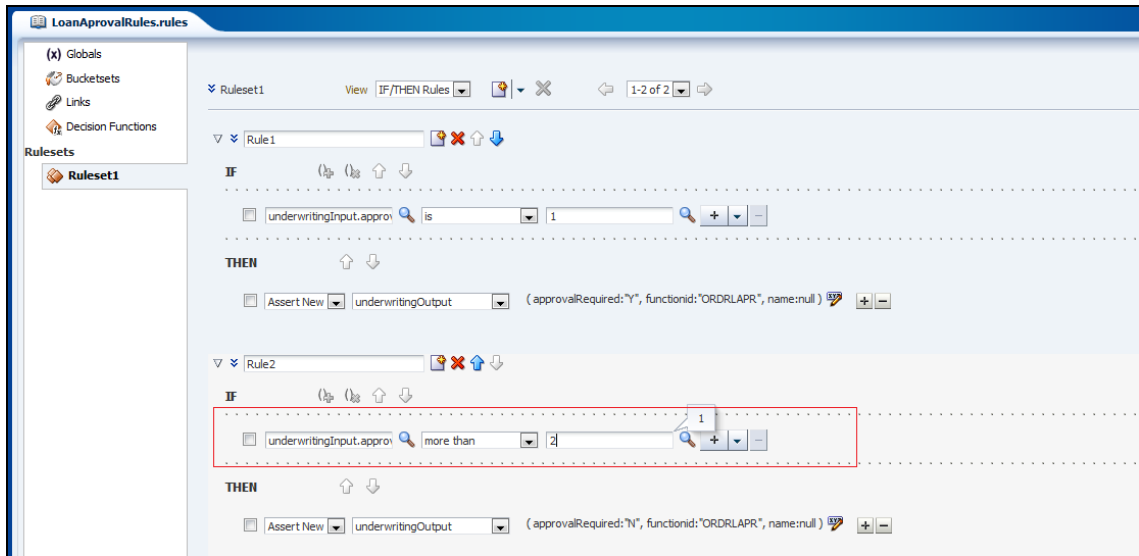 LoanAprovalRules.rules
(x) Globals
Bucketsets
Links
Decision Functions
Rulesets
Ruleset1
Ruleset1 View IF/THEN Rules 1-2 of 2
Rule1
IF
underwritingInput.approv is 1
THEN
Assert New underwritingOutput ( approvalRequired:"Y", functionid:"ORDRLAPR", name:null )
Rule2
IF
1
underwritingInput.approv more than 2
THEN
Assert New underwritingOutput ( approvalRequired:"N", functionid:"ORDRLAPR", name:null )